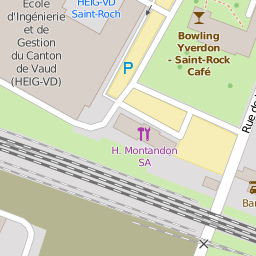 Ecole
d'Ingénierie
et de
Gestion
du Canton
de Vaud
(HEIG-VD)
HEIG-VD
Saint-Roch
P
Bowling
Yverdon
- Saint-Rock
Café
Rue de
H. Montandon
SA
Bar